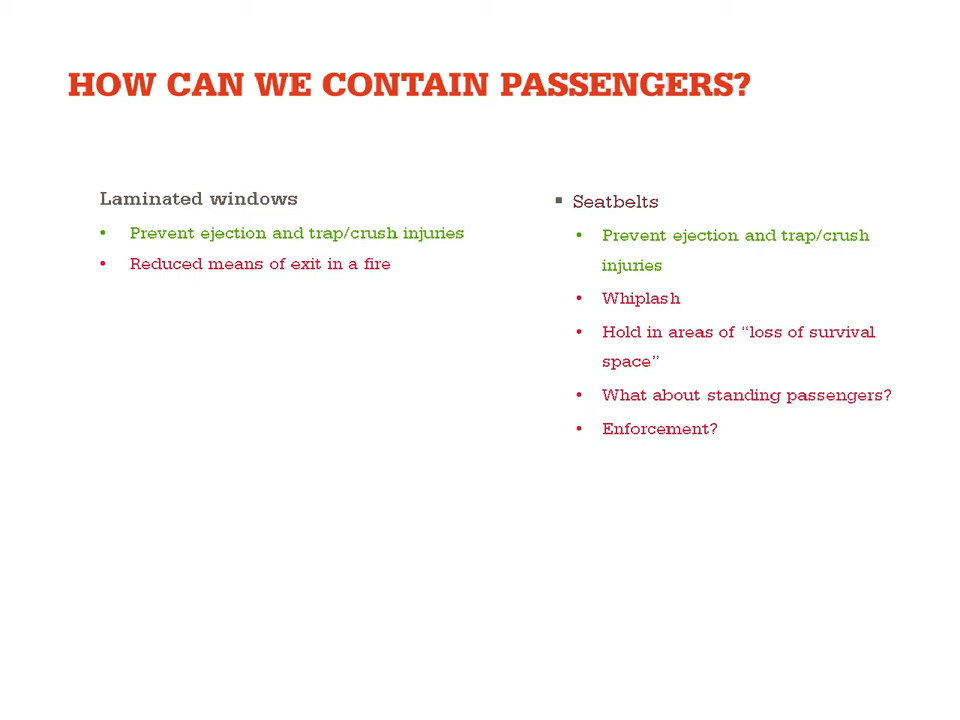 HOW CAN WE CONTAIN PASSENGERS?
Laminated windows
• Prevent ejection and trap/crush injuries
• Reduced means of exit in a fire
▪ Seatbelts
• Prevent ejection and trap/crush
injuries
• Whiplash
• Hold in areas of “loss of survival
space”
• What about standing passengers?
• Enforcement?